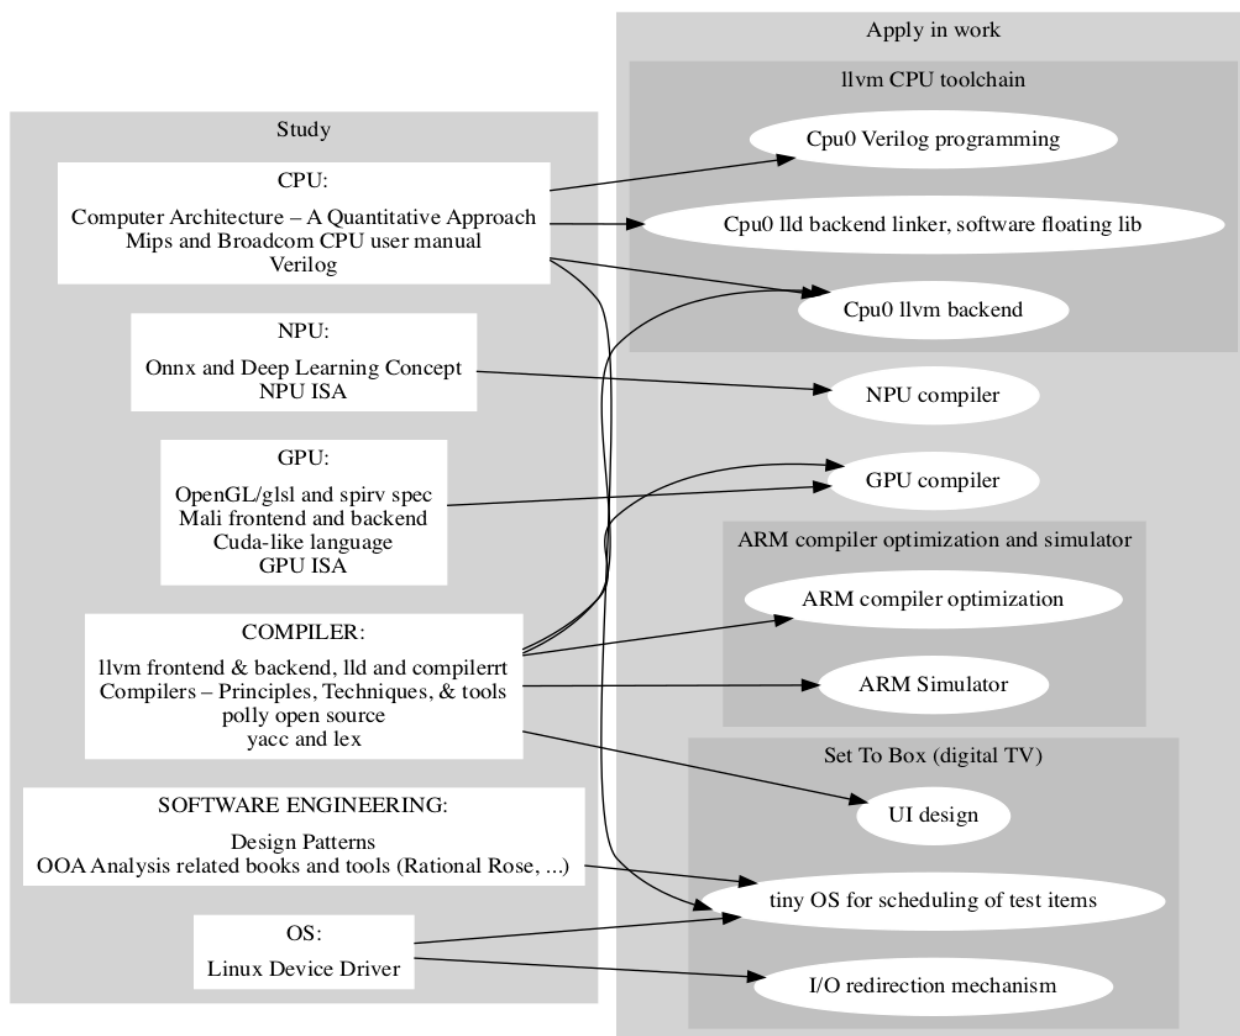 Study
CPU:
Computer Architecture – A Quantitative Approach
Mips and Broadcom CPU user manual
Verilog
NPU:
Onnx and Deep Learning Concept
NPU ISA
GPU:
OpenGL/glsl and spirv spec
Mali frontend and backend
Cuda-like language
GPU ISA
COMPILER:
llvm frontend & backend, lld and compilerrt
Compilers – Principles, Techniques, & tools
polly open source
yacc and lex
SOFTWARE ENGINEERING:
Design Patterns
OOA Analysis related books and tools (Rational Rose, ...)
OS:
Linux Device Driver
Apply in work
llvm CPU toolchain
Cpu0 Verilog programming
Cpu0 lld backend linker, software floating lib
Cpu0 llvm backend
NPU compiler
GPU compiler
ARM compiler optimization and simulator
ARM compiler optimization
ARM Simulator
Set To Box (digital TV)
UI design
tiny OS for scheduling of test items
I/O redirection mechanism